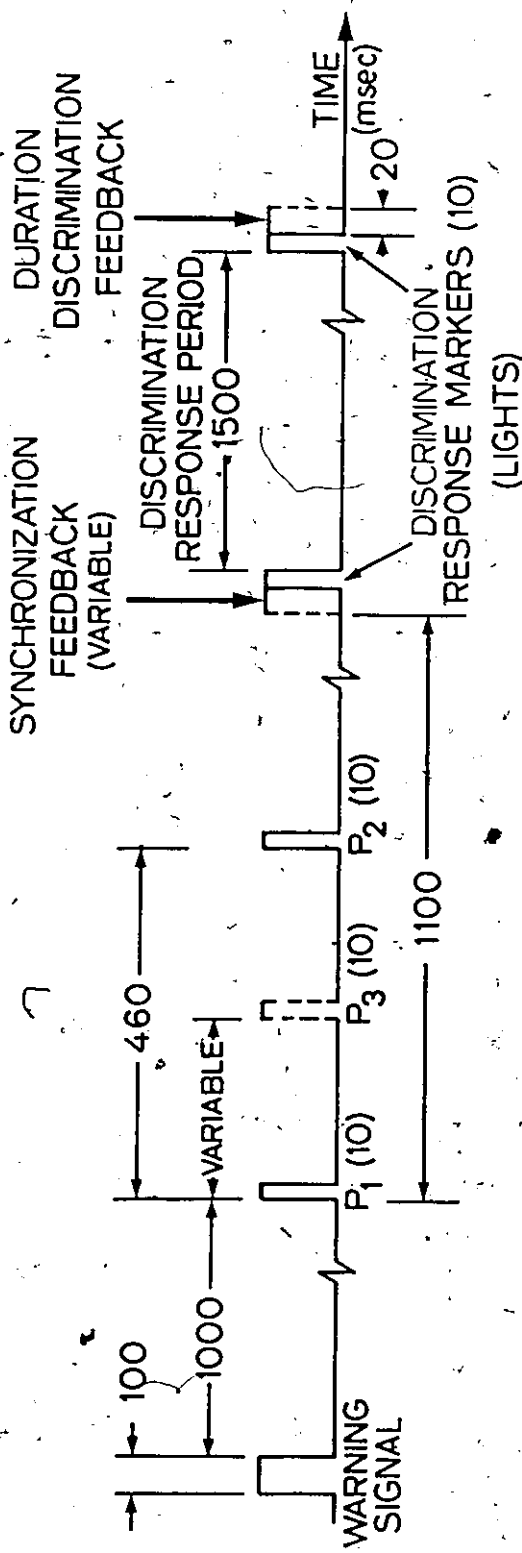 SYNCHRONIZATION
FEEDBACK
(VARIABLE)
DURATION
DISCRIMINATION
FEEDBACK
DISCRIMINATION
RESPONSE PERIOD
1500
100
1000
460
VARIABLE
WARNING
SIGNAL
P1 (10)
P3 (10)
P2 (10)
1100
TIME
(msec)
20
DISCRIMINATION
RESPONSE MARKERS (10)
(LIGHTS)